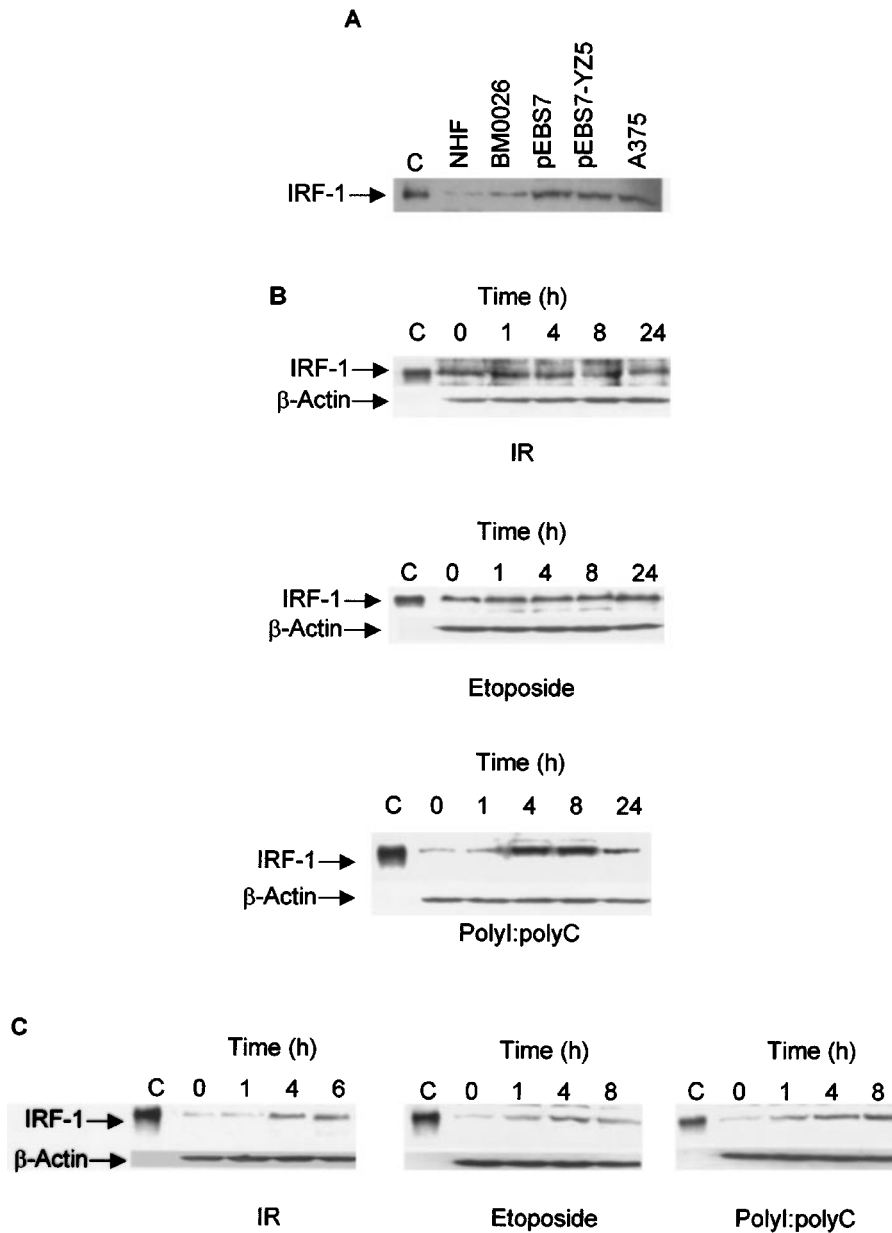 A
C NHF BM0026 pEBS7 pEBS7-YZ5 A375
IRF-1
B
Time (h)
C 0 1 4 8 24
IRF-1
β-Actin
IR
Time (h)
C 0 1 4 8 24
IRF-1
β-Actin
Etoposide
Time (h)
C 0 1 4 8 24
IRF-1
β-Actin
PolyI:polyC
C
Time (h) Time (h) Time (h)
C 0 1 4 6 C 0 1 4 8 C 0 1 4 8
IRF-1
β-Actin
IR Etoposide PolyI:polyC